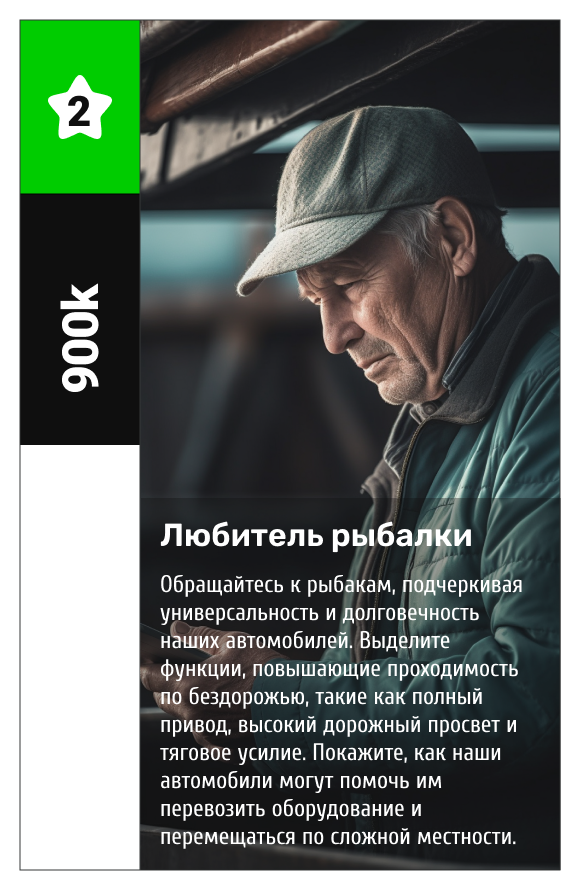 2
900k
Любитель рыбалки
Обращайтесь к рыбакам, подчеркивая
универсальность и долговечность
наших автомобилей. Выделите
функции, повышающие проходимость
по бездорожью, такие как полный
привод, высокий дорожный просвет и
тяговое усилие. Покажите, как наши
автомобили могут помочь им
перевозить оборудование и
перемещаться по сложной местности.